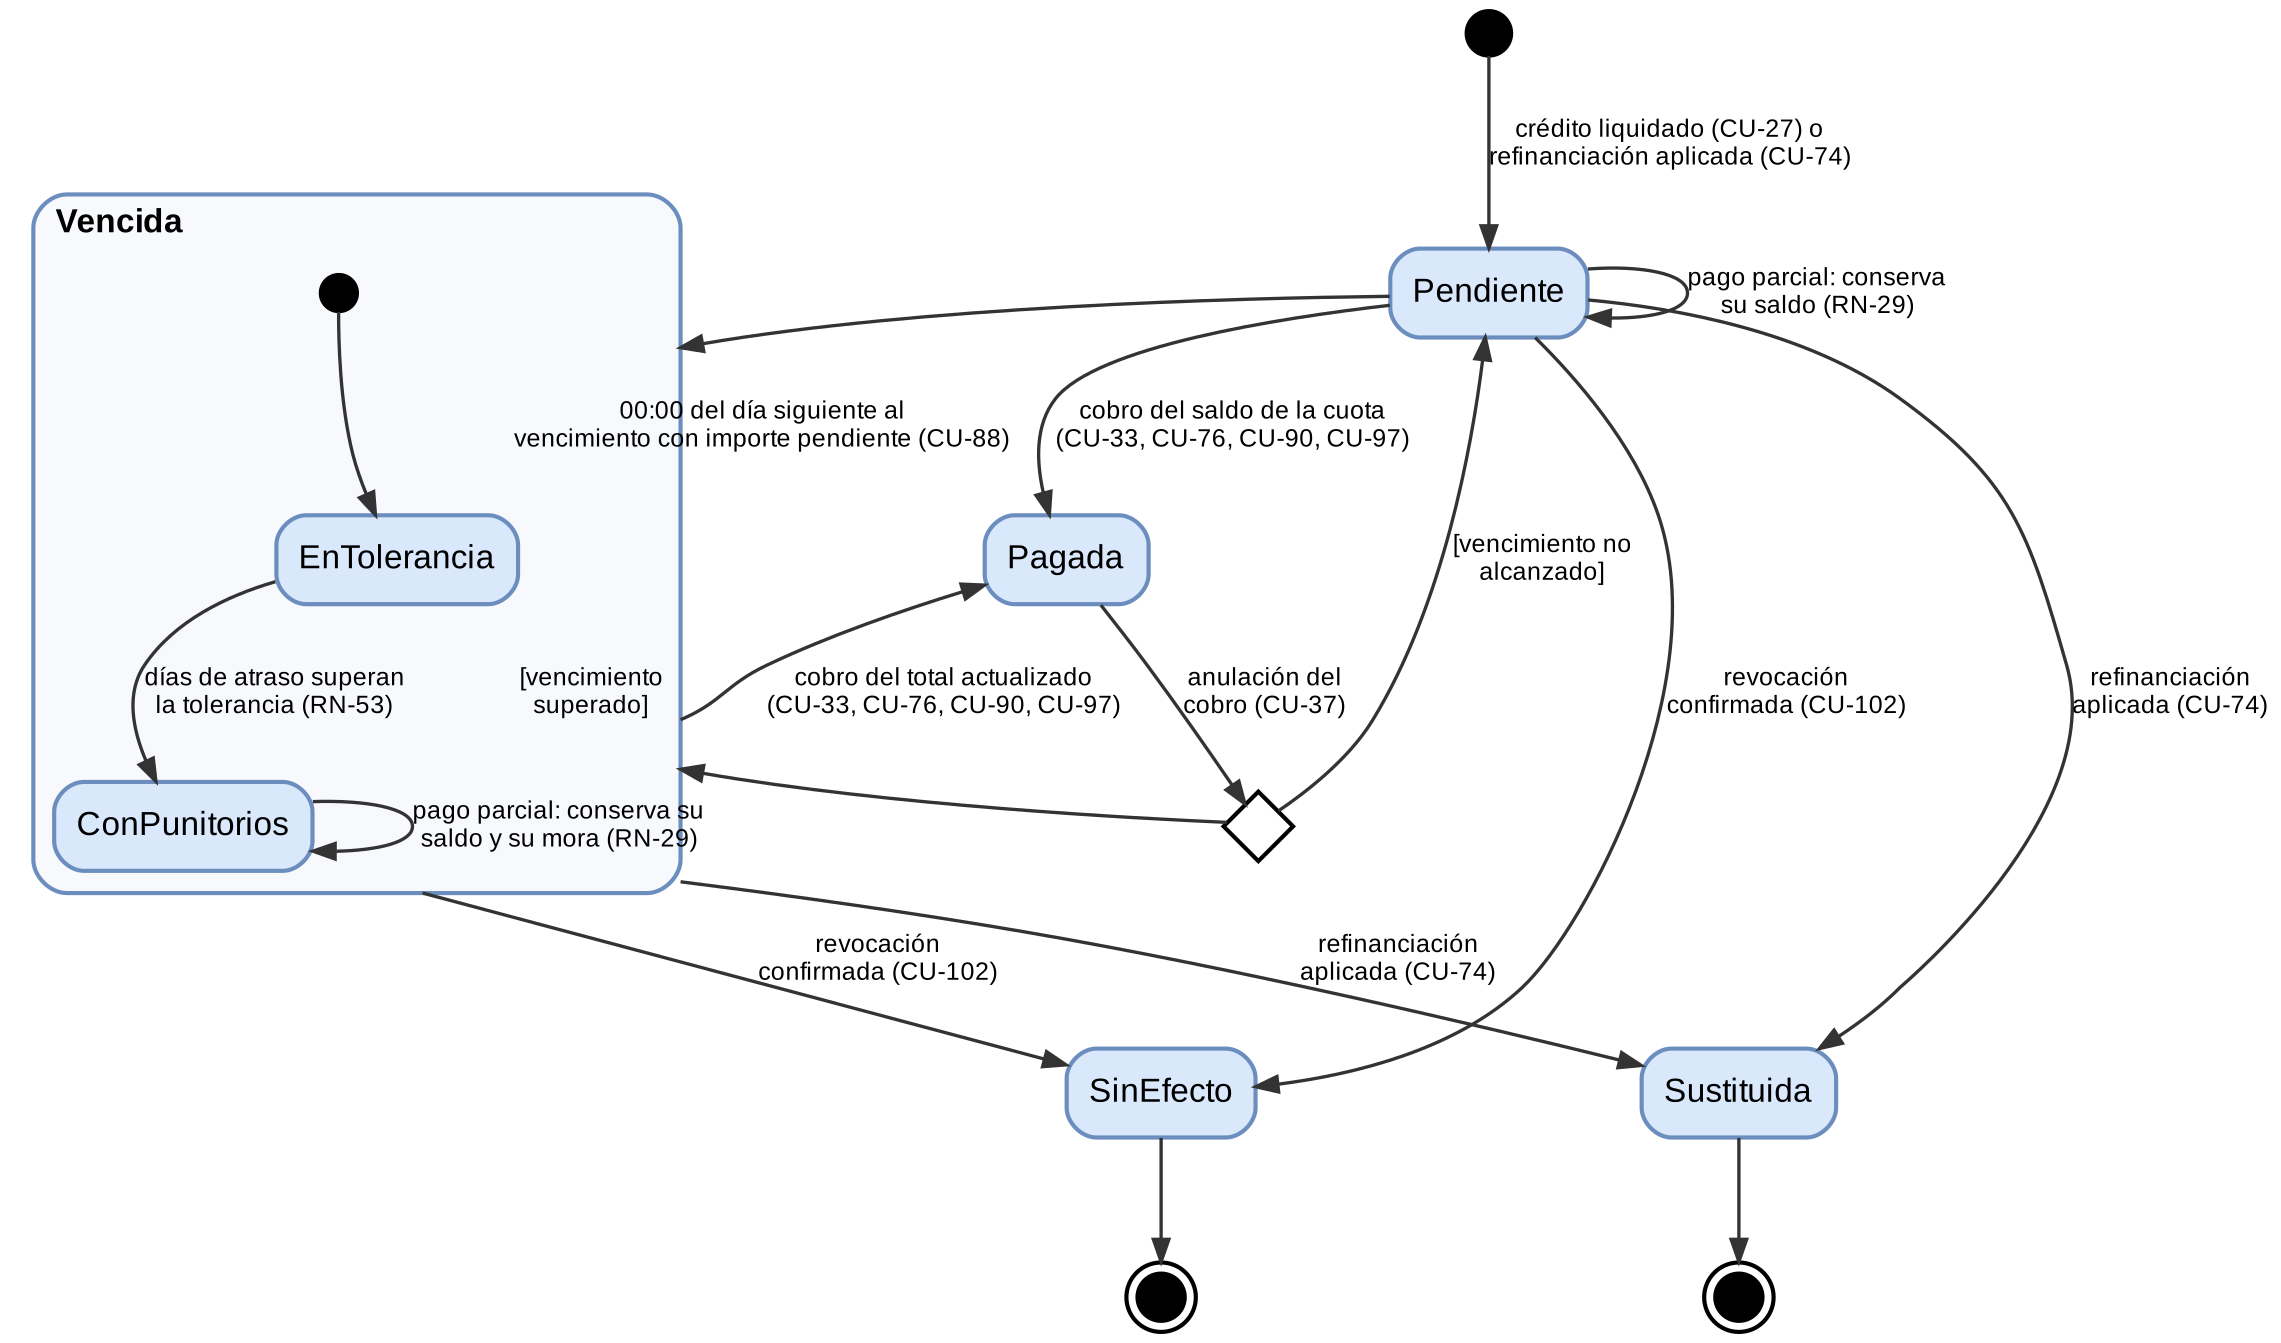 crédito liquidado (CU-27) o
refinanciación aplicada (CU-74)
Vencida
Pendiente
pago parcial: conserva
su saldo (RN-29)
00:00 del día siguiente al
vencimiento con importe pendiente (CU-88)
cobro del saldo de la cuota
(CU-33, CU-76, CU-90, CU-97)
EnTolerancia
Pagada
[vencimiento no
alcanzado]
días de atraso superan
la tolerancia (RN-53)
[vencimiento
superado]
cobro del total actualizado
(CU-33, CU-76, CU-90, CU-97)
anulación del
cobro (CU-37)
revocación
confirmada (CU-102)
refinanciación
aplicada (CU-74)
ConPunitorios
pago parcial: conserva su
saldo y su mora (RN-29)
revocación
confirmada (CU-102)
refinanciación
aplicada (CU-74)
SinEfecto
Sustituida